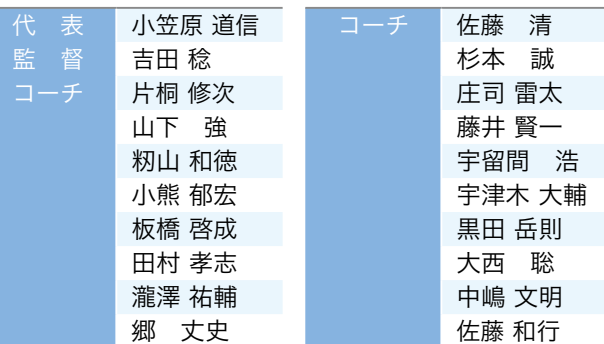 代　表　小笠原 道信
監　督　吉田 稔
コーチ　片桐 修次
山下　強
籾山 和徳
小熊 郁宏
板橋 啓成
田村 孝志
瀧澤 祐輔
郷　丈史
コーチ　佐藤　清
杉本　誠
庄司 雷太
藤井 賢一
宇留間　浩
宇津木 大輔
黒田 岳則
大西　聡
中嶋 文明
佐藤 和行